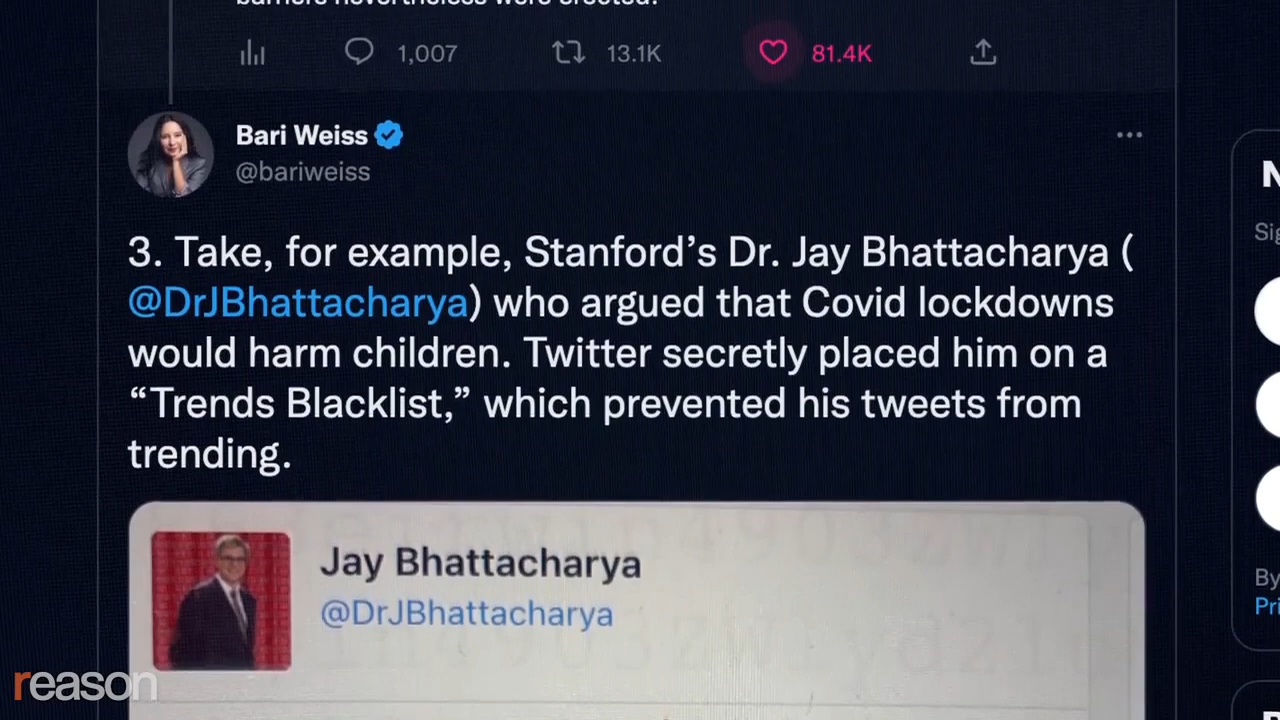 1,007 13.1K 81.4K
Bari Weiss
@bariweiss
3. Take, for example, Stanford’s Dr. Jay Bhattacharya (
@DrJBhattacharya) who argued that Covid lockdowns
would harm children. Twitter secretly placed him on a
“Trends Blacklist,” which prevented his tweets from
trending.
Jay Bhattacharya
@DrJBhattacharya
reason